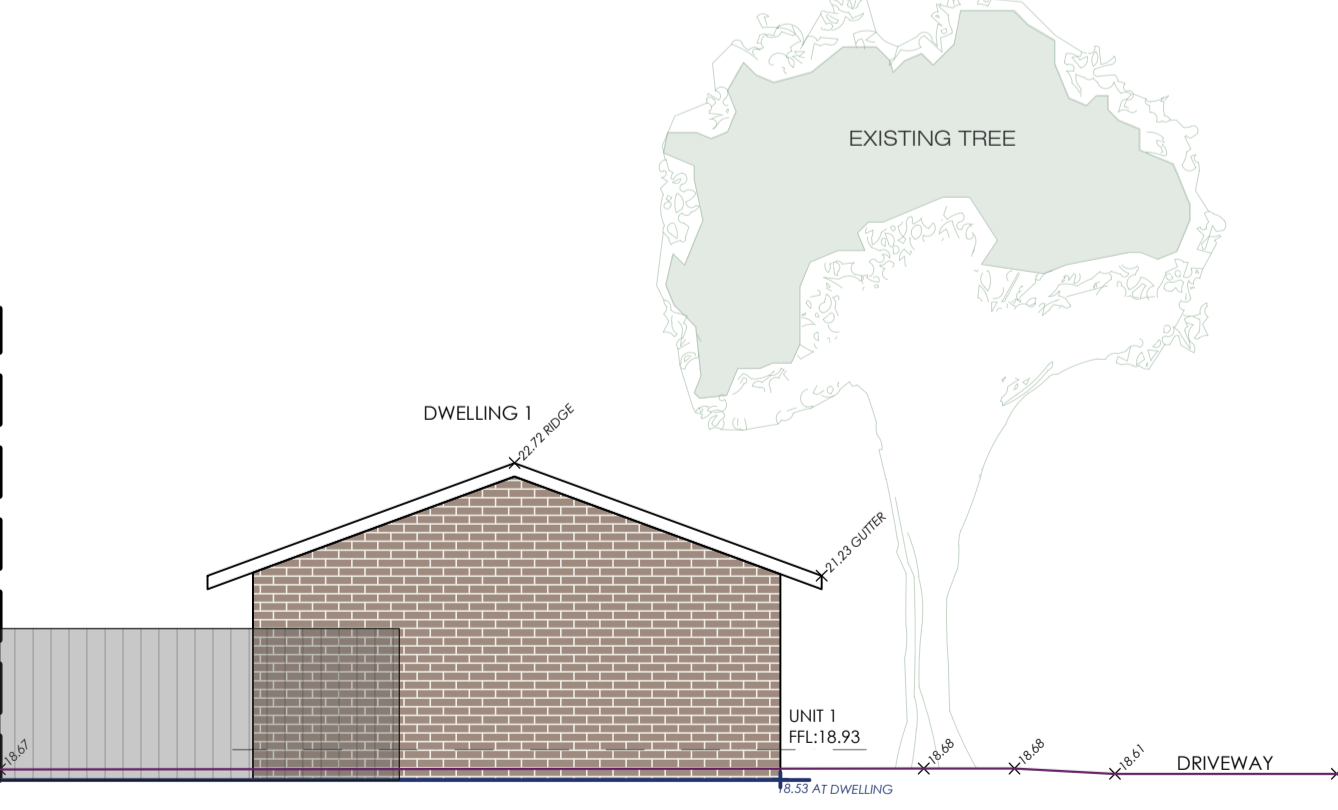 EXISTING TREE
DWELLING 1
22.72 RIDGE
21.23 GUTTER
UNIT 1
FFL:18.93
18.67
18.68
18.68
18.61
DRIVEWAY
18.53 AT DWELLING